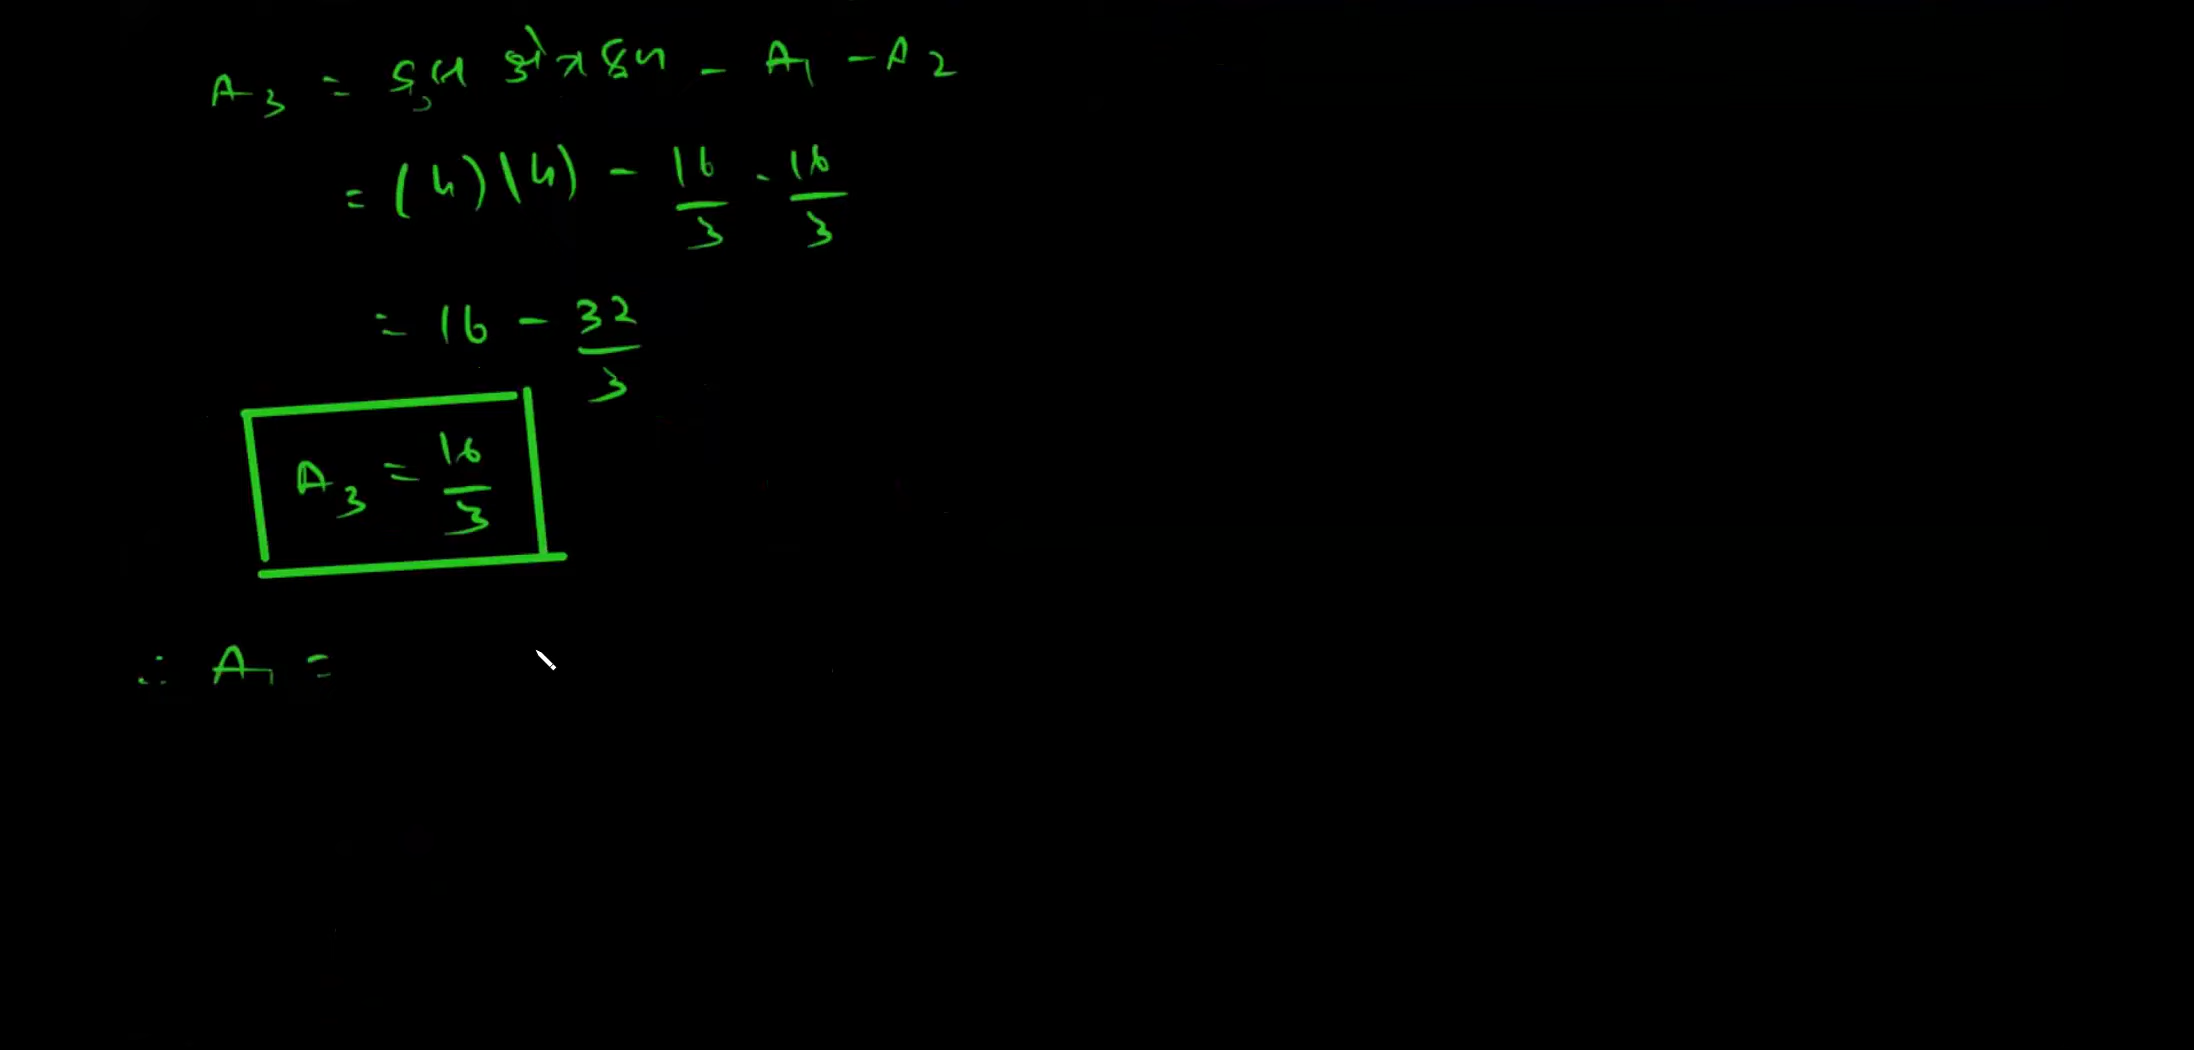 A₃ = કુલ ક્ષેત્રફળ - A₁ - A₂
= (4)(4) - 16/3 - 16/3
= 16 - 32/3
A₃ = 16/3
∴ A₁ =